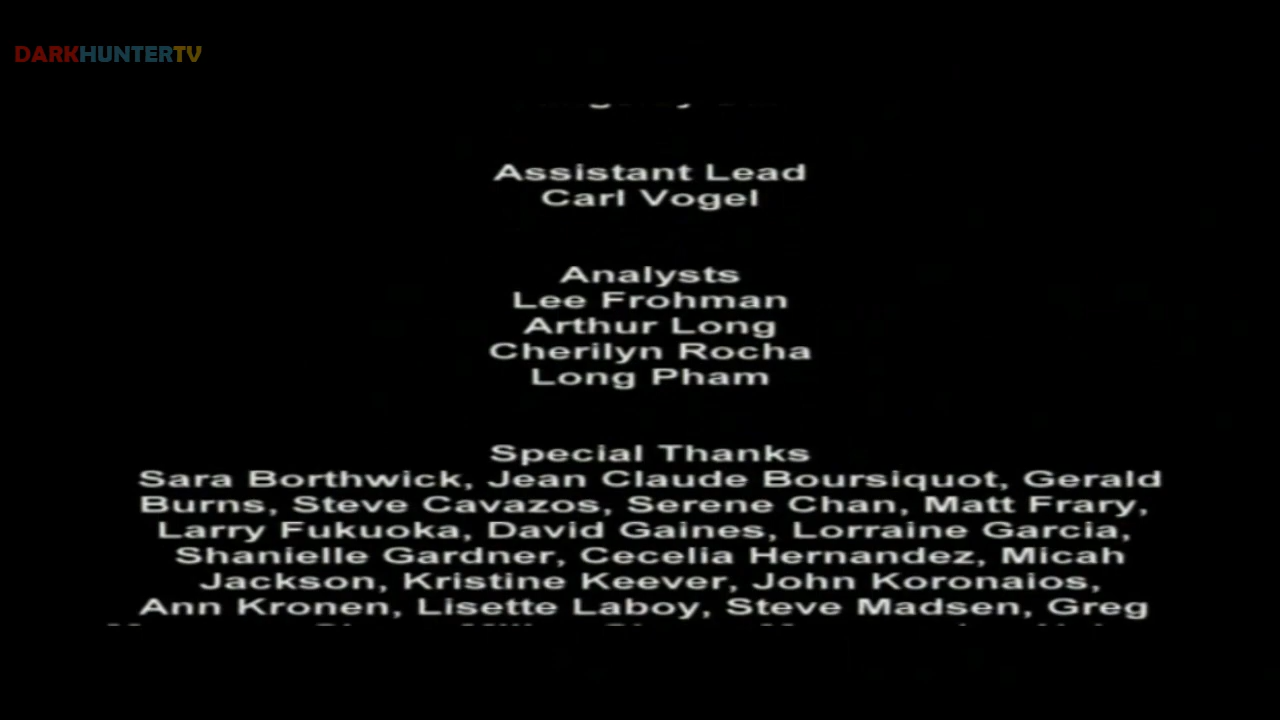 DARKHUNTERTV
Assistant Lead
Carl Vogel
Analysts
Lee Frohman
Arthur Long
Cherilyn Rocha
Long Pham
Special Thanks
Sara Borthwick, Jean Claude Boursiquot, Gerald
Burns, Steve Cavazos, Serene Chan, Matt Frary,
Larry Fukuoka, David Gaines, Lorraine Garcia,
Shanielle Gardner, Cecelia Hernandez, Micah
Jackson, Kristine Keever, John Koronaios,
Ann Kronen, Lisette Laboy, Steve Madsen, Greg